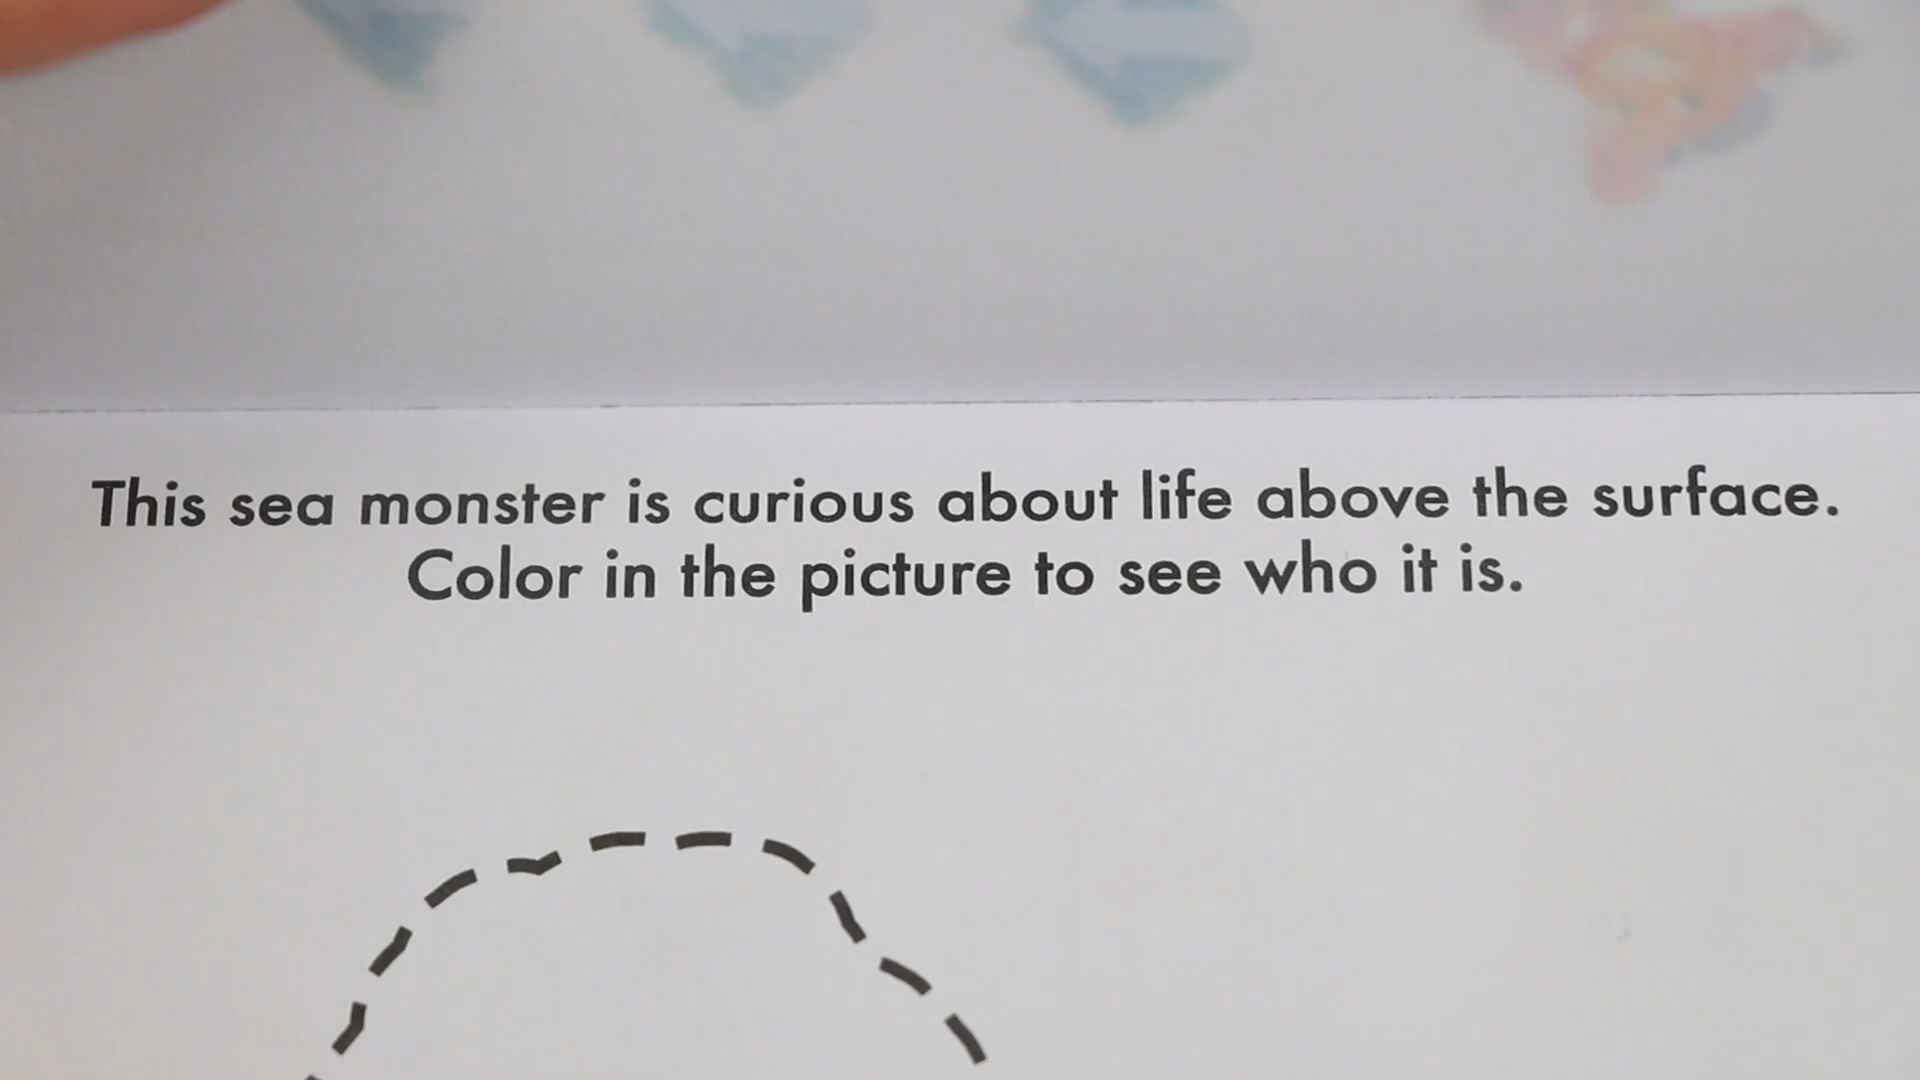 This sea monster is curious about life above the surface.
Color in the picture to see who it is.